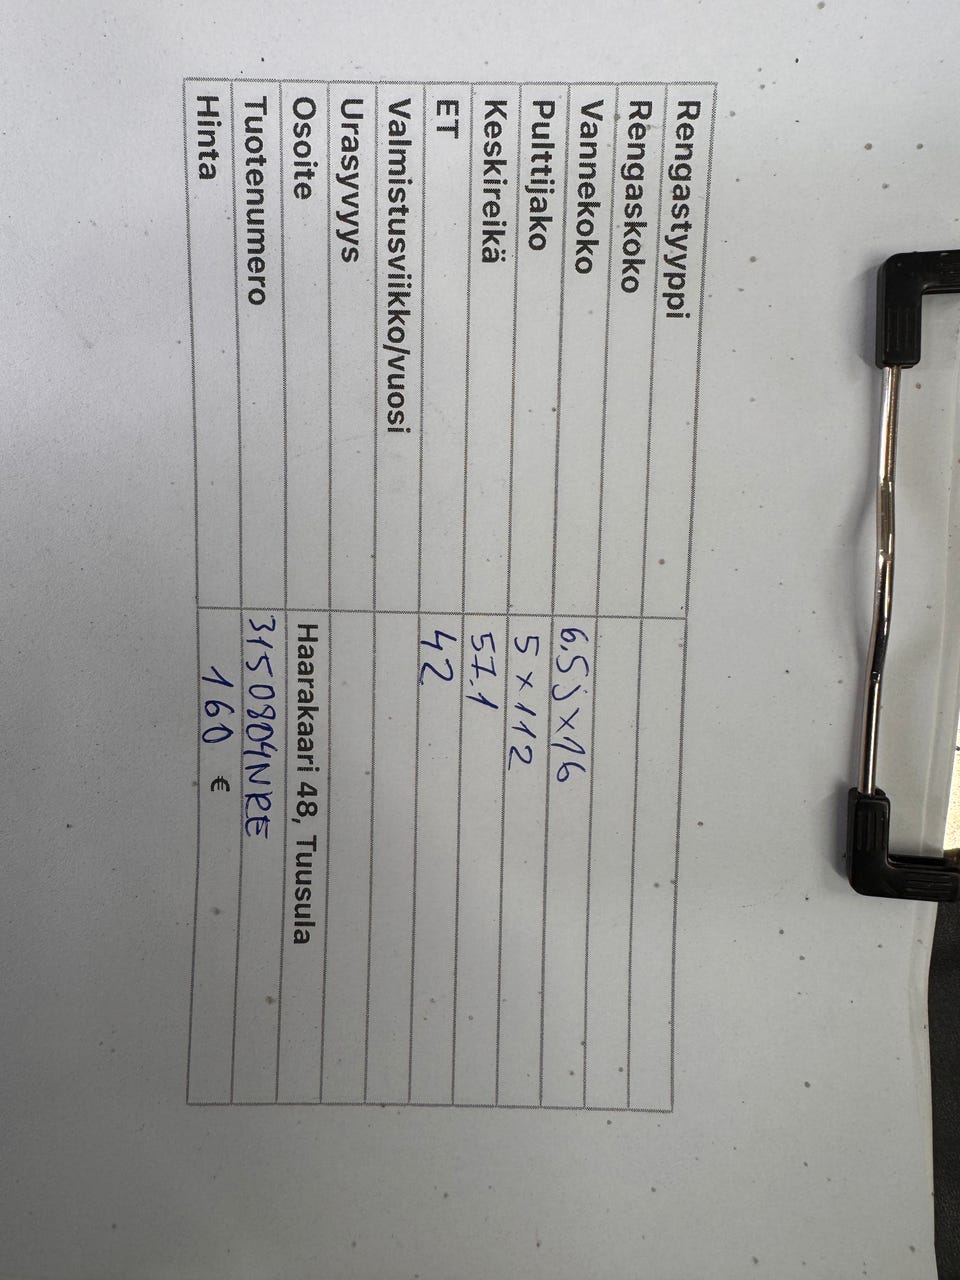 Rengastyyppi
Rengaskoko
Vannekoko 6,5j x 16
Pulttijako 5 x 112
Keskireikä 57.1
ET 42
Valmistusviikko/vuosi
Urasyvyys
Osoite Haarakaari 48, Tuusula
Tuotenumero 3150804NRE
Hinta 160 €